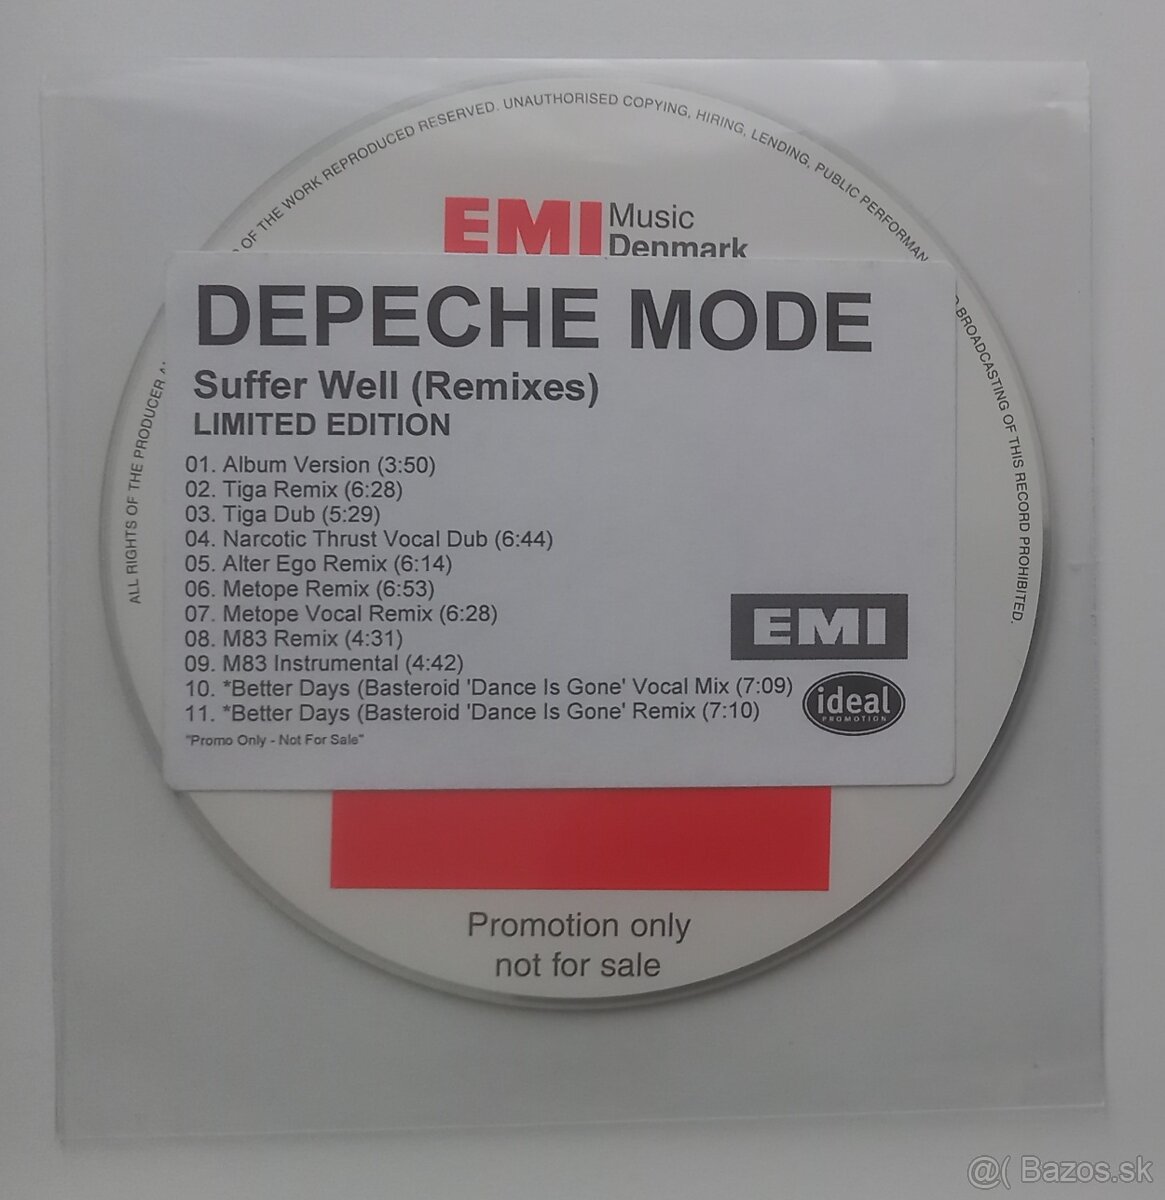 ALL RIGHTS OF THE PRODUCER
OF THE WORK REPRODUCED RESERVED. UNAUTHORISED COPYING, HIRING, LENDING, PUBLIC PERFORMAN
BROADCASTING OF THIS RECORD PROHIBITED.
EMI Music
Denmark
DEPECHE MODE
Suffer Well (Remixes)
LIMITED EDITION
01. Album Version (3:50)
02. Tiga Remix (6:28)
03. Tiga Dub (5:29)
04. Narcotic Thrust Vocal Dub (6:44)
05. Alter Ego Remix (6:14)
06. Metope Remix (6:53)
07. Metope Vocal Remix (6:28)
08. M83 Remix (4:31)
09. M83 Instrumental (4:42)
10. *Better Days (Basteroid 'Dance Is Gone' Vocal Mix (7:09)
11. *Better Days (Basteroid 'Dance Is Gone' Remix (7:10)
"Promo Only - Not For Sale"
EMI
ideal
PROMOTION
Promotion only
not for sale
@( Bazos.sk